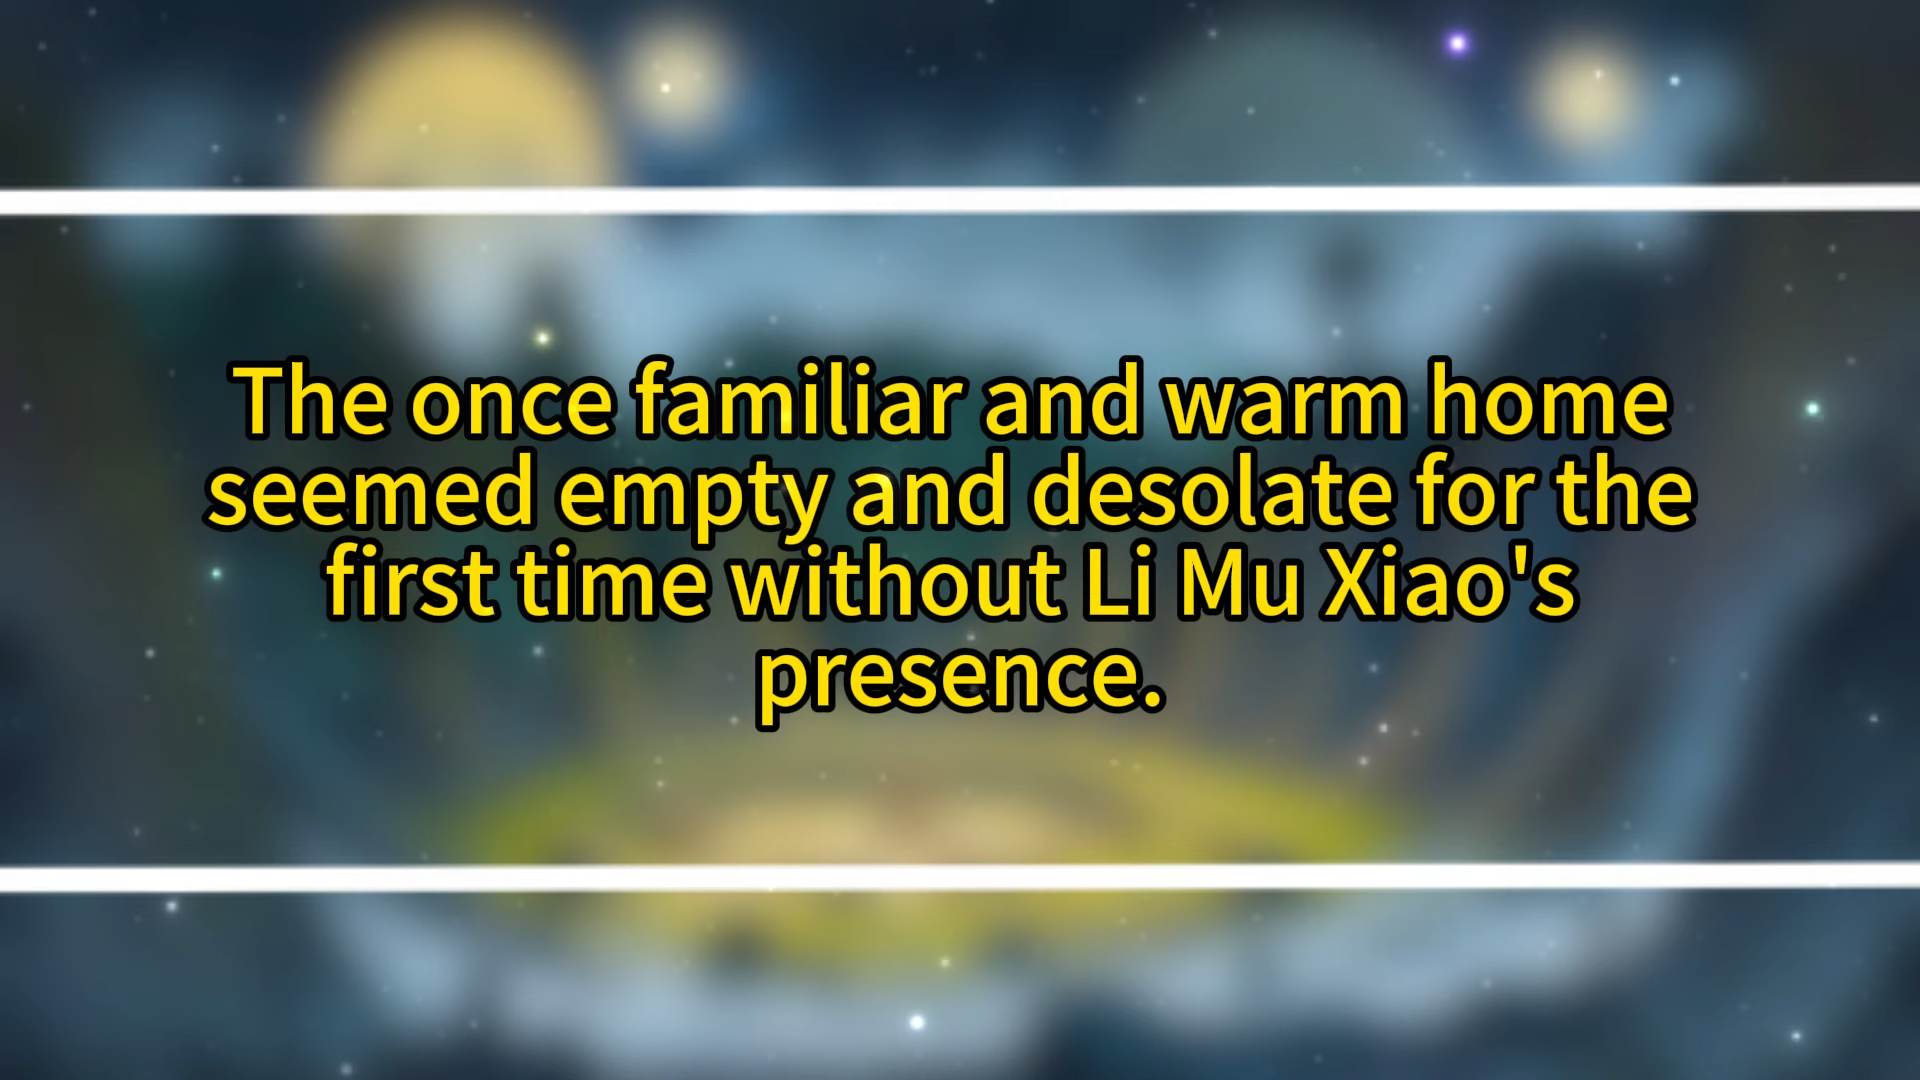 The once familiar and warm home
seemed empty and desolate for the
first time without Li Mu Xiao's
presence.